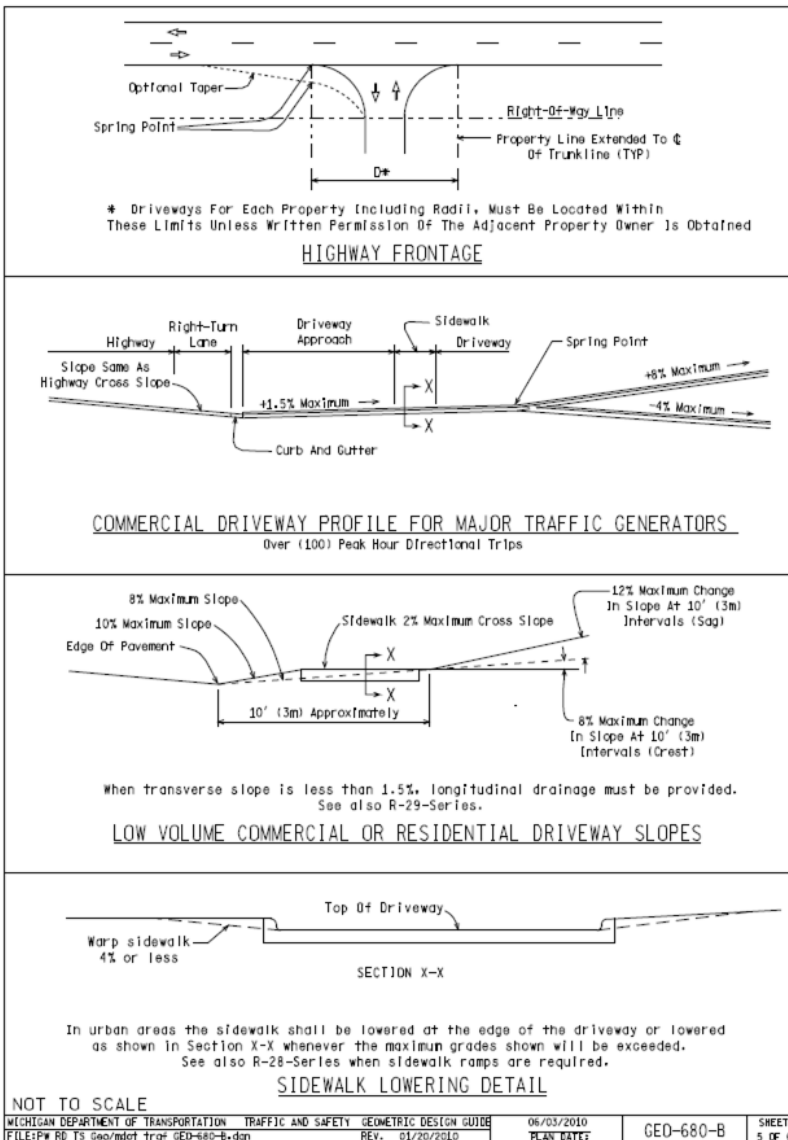 Optional Taper
Spring Point
Right-Of-Way Line
Property Line Extended To ℄
Of Trunkline (TYP)
D*
* Driveways For Each Property Including Radii, Must Be Located Within
These Limits Unless Written Permission Of The Adjacent Property Owner Is Obtained
HIGHWAY FRONTAGE
Highway
Right-Turn
Lane
Driveway
Approach
Sidewalk
Driveway
Spring Point
Slope Same As
Highway Cross Slope
+1.5% Maximum
X
X
+8% Maximum
-4% Maximum
Curb And Gutter
COMMERCIAL DRIVEWAY PROFILE FOR MAJOR TRAFFIC GENERATORS
Over (100) Peak Hour Directional Trips
8% Maximum Slope
10% Maximum Slope
Edge Of Pavement
Sidewalk 2% Maximum Cross Slope
12% Maximum Change
In Slope At 10' (3m)
Intervals (Sag)
X
X
10' (3m) Approximately
8% Maximum Change
In Slope At 10' (3m)
Intervals (Crest)
When transverse slope is less than 1.5%, longitudinal drainage must be provided.
See also R-29-Series.
LOW VOLUME COMMERCIAL OR RESIDENTIAL DRIVEWAY SLOPES
Top Of Driveway
Warp sidewalk
4% or less
SECTION X-X
In urban areas the sidewalk shall be lowered at the edge of the driveway or lowered
as shown in Section X-X whenever the maximum grades shown will be exceeded.
See also R-28-Series when sidewalk ramps are required.
SIDEWALK LOWERING DETAIL
NOT TO SCALE
MICHIGAN DEPARTMENT OF TRANSPORTATION TRAFFIC AND SAFETY GEOMETRIC DESIGN GUIDE
FILE:PW RD TS Geo/mdot traf GEO-680-B.dgn REV. 01/20/2010
06/03/2010
PLAN DATE:
GEO-680-B
SHEET
5 OF